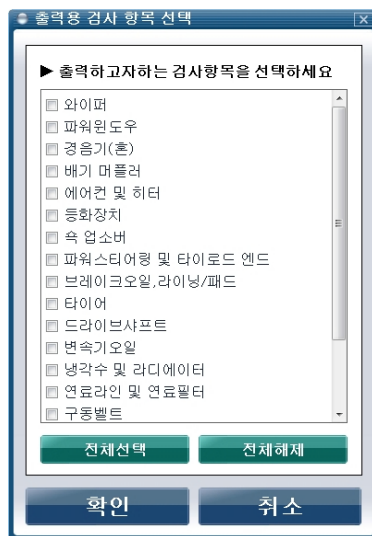 출력용 검사 항목 선택
▶ 출력하고자하는 검사항목을 선택하세요
와이퍼
파워윈도우
경음기(혼)
배기 머플러
에어컨 및 히터
등화장치
쇽 업소버
파워스티어링 및 타이로드 엔드
브레이크오일,라이닝/패드
타이어
드라이브샤프트
변속기오일
냉각수 및 라디에이터
연료라인 및 연료필터
구동벨트
전체선택 전체해제
확인 취소